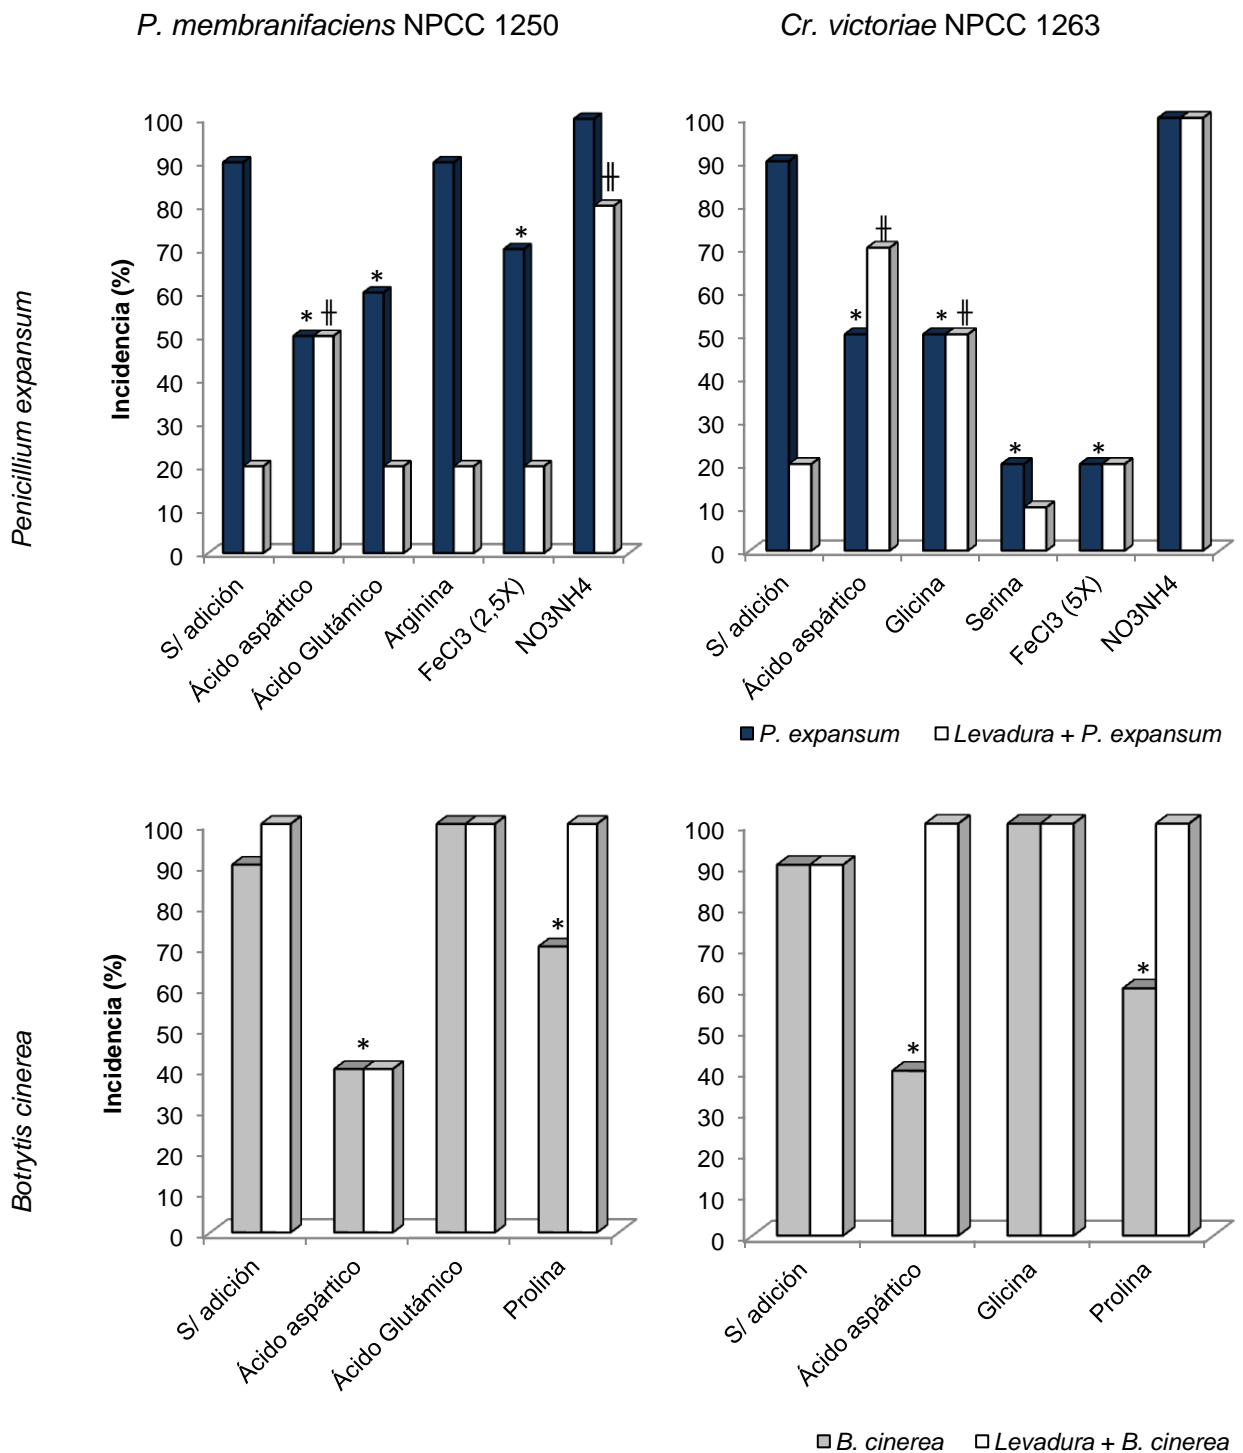 P. membranifaciens NPCC 1250
Cr. victoriae NPCC 1263
Penicillium expansum
Incidencia (%)
100
90
80
70
60
50
40
30
20
10
0
* ǂ
*
*
ǂ
S/ adición
Ácido aspártico
Ácido Glutámico
Arginina
FeCl3 (2,5X)
NO3NH4
100
90
80
70
60
50
40
30
20
10
0
* ǂ
* ǂ
*
*
S/ adición
Ácido aspártico
Glicina
Serina
FeCl3 (5X)
NO3NH4
P. expansum
Levadura + P. expansum
Botrytis cinerea
Incidencia (%)
100
90
80
70
60
50
40
30
20
10
0
*
*
S/ adición
Ácido aspártico
Ácido Glutámico
Prolina
100
90
80
70
60
50
40
30
20
10
0
*
*
S/ adición
Ácido aspártico
Glicina
Prolina
B. cinerea
Levadura + B. cinerea